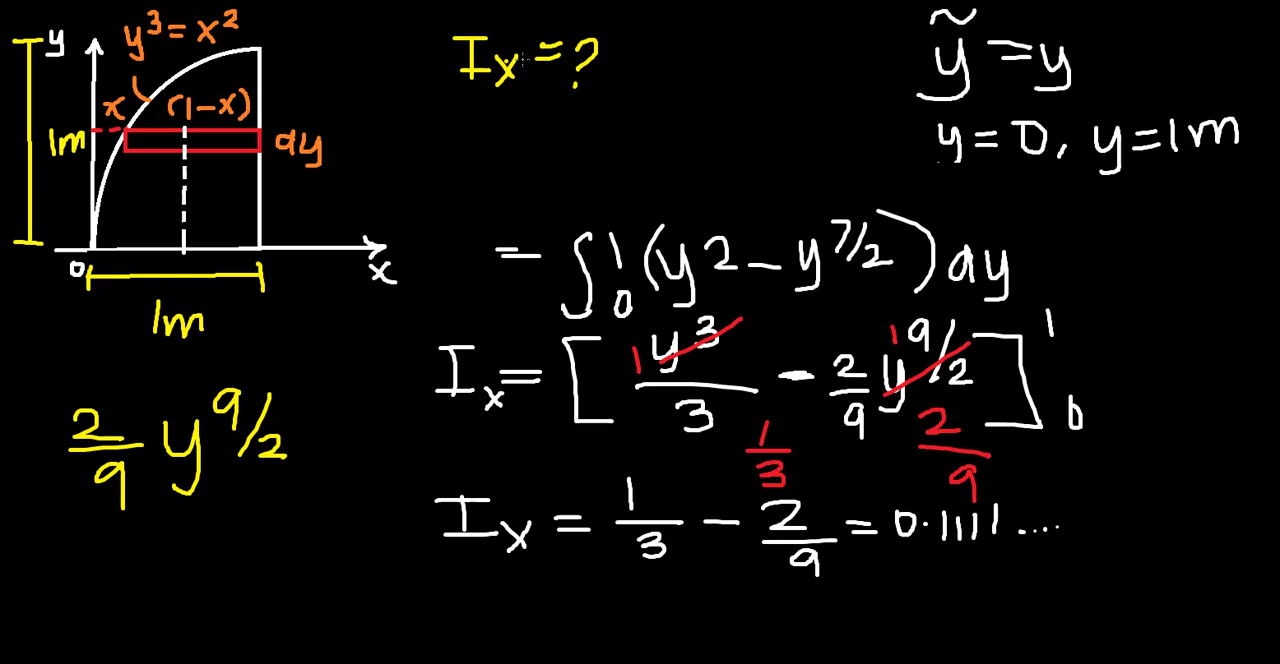 y
y³ = x²
x (1-x)
1m
dy
0
x
1m
2/9 y^9/2
Ix = ?
ỹ = y
y = 0, y = 1m
= ∫₀¹ (y2 - y^7/2) dy
Ix = [ 1 y³/3 - 2/9 1 y^9/2 ]₀¹
1/3 2/9
Ix = 1/3 - 2/9 = 0.1111....